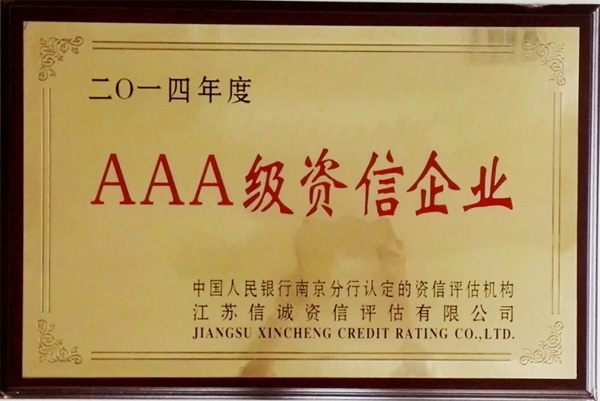 二〇一四年度
AAA级资信企业
中国人民银行南京分行认定的资信评估机构
江苏信诚资信评估有限公司
JIANGSU XINCHENG CREDIT RATING CO.,LTD.